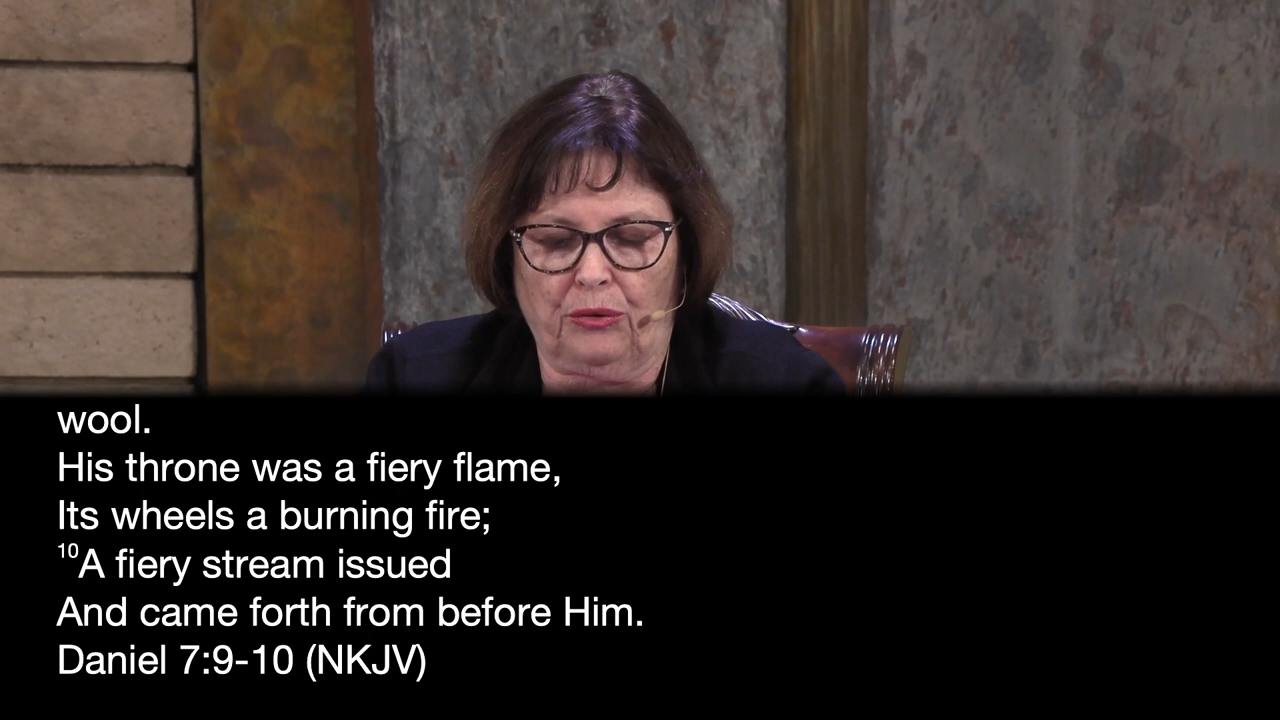 wool.
His throne was a fiery flame,
Its wheels a burning fire;
¹⁰A fiery stream issued
And came forth from before Him.
Daniel 7:9-10 (NKJV)